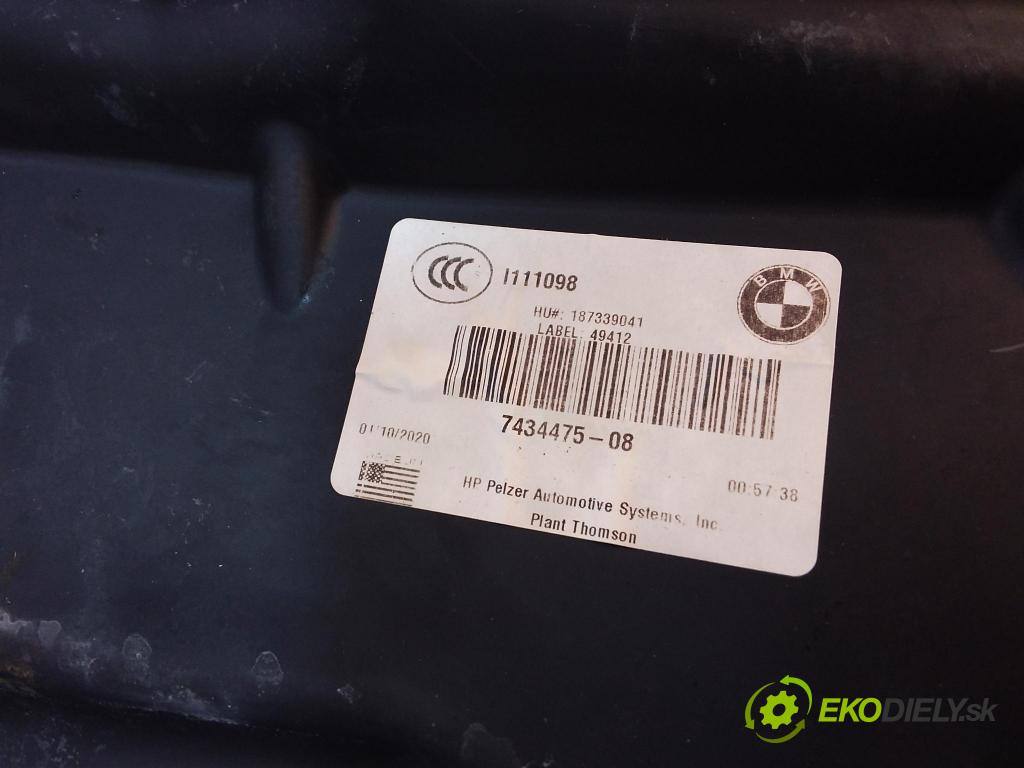 CCC
I111098
BMW
HU#: 187339041
LABEL: 49412
7434475-08
/10/2020
00:57:38
HP Pelzer Automotive Systems, Inc.
Plant Thomson
EKODIELY.sk